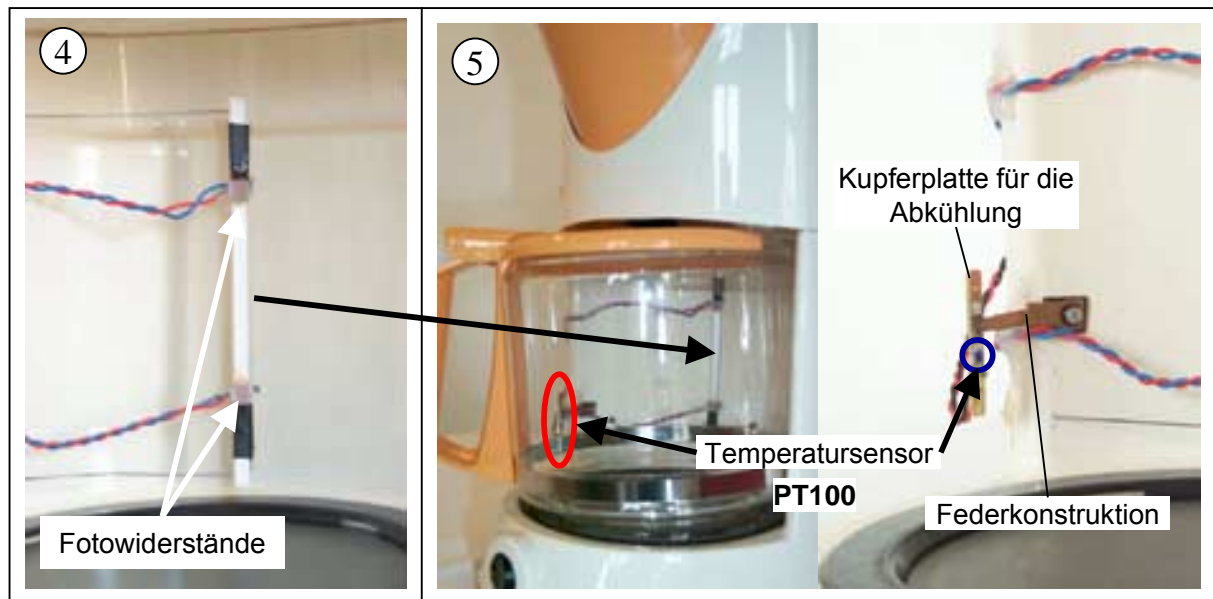 4
Fotowiderstände
5
Kupferplatte für die
Abkühlung
Temperatursensor
PT100
Federkonstruktion